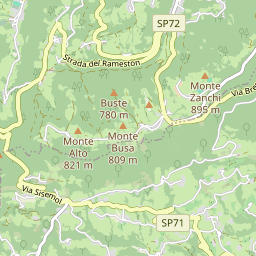 SP72
Strada del Rameston
Buste
780 m
Monte
Zanchi
895 m
Via Bre
Monte
Alto
821 m
Monte
Busa
809 m
Via Sisemol
SP71